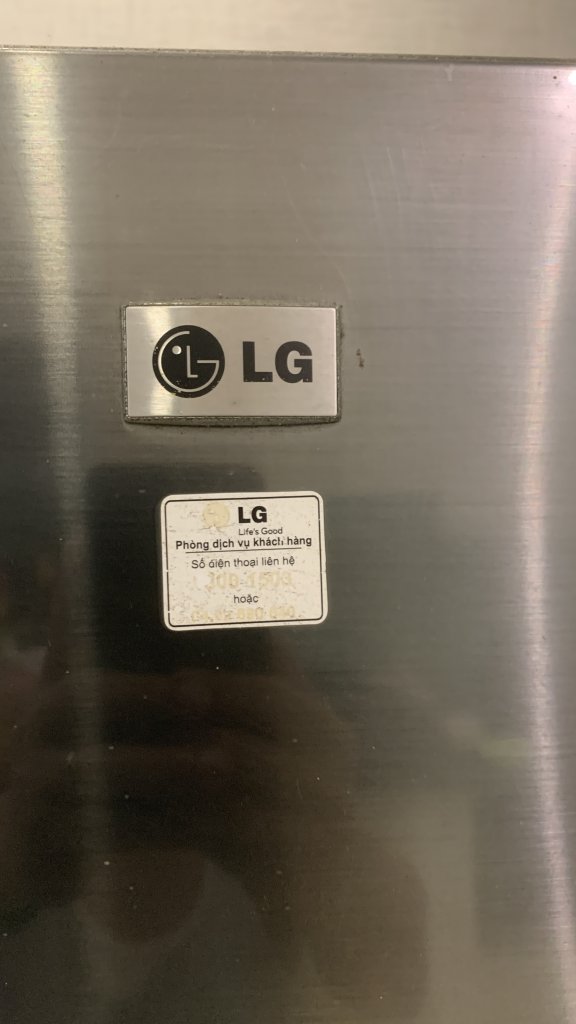 LG
LG
Life's Good
Phòng dịch vụ khách hàng
Số điện thoại liên hệ
hoặc